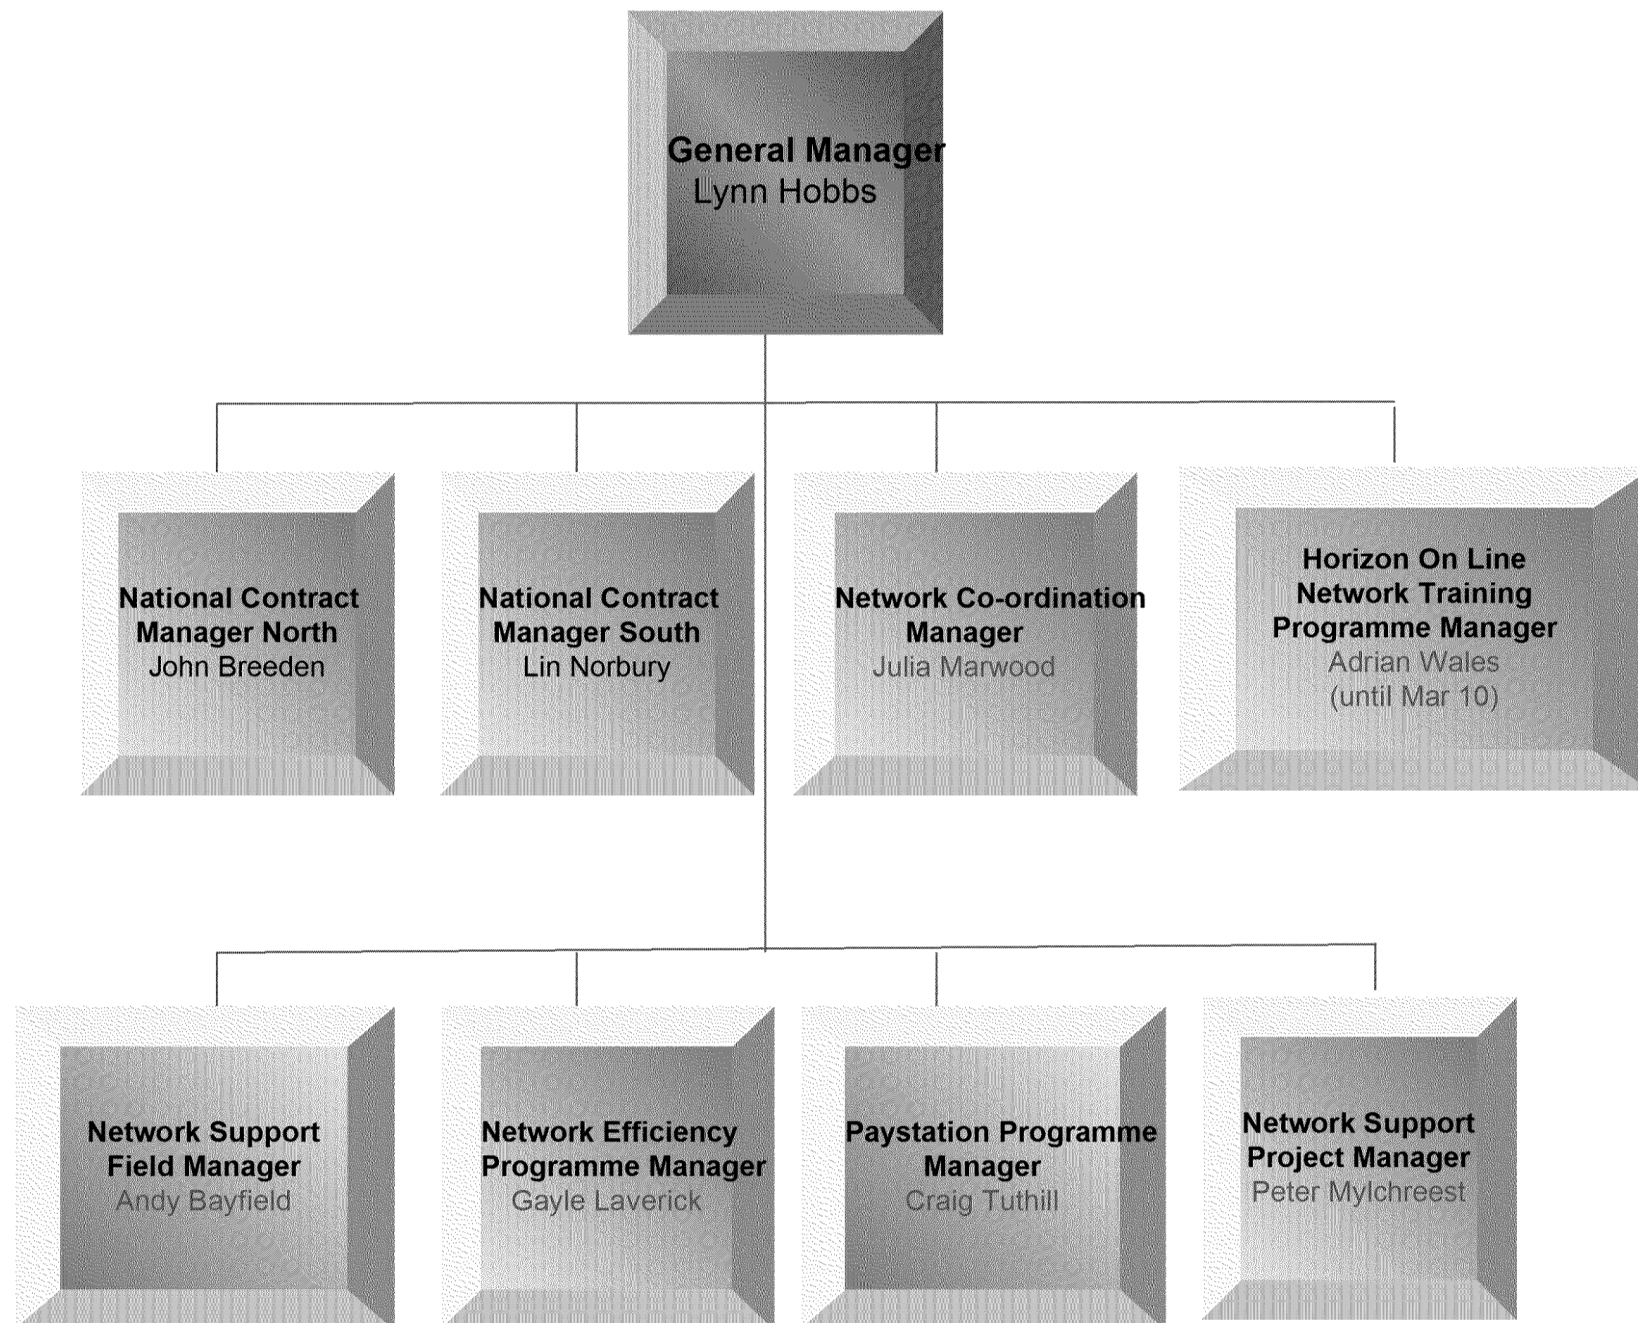 General Manager
Lynn Hobbs
National Contract
Manager North
John Breeden
National Contract
Manager South
Lin Norbury
Network Co-ordination
Manager
Julia Marwood
Horizon On Line
Network Training
Programme Manager
Adrian Wales
(until Mar 10)
Network Support
Field Manager
Andy Bayfield
Network Efficiency
Programme Manager
Gayle Laverick
Paystation Programme
Manager
Craig Tuthill
Network Support
Project Manager
Peter Mylchreest